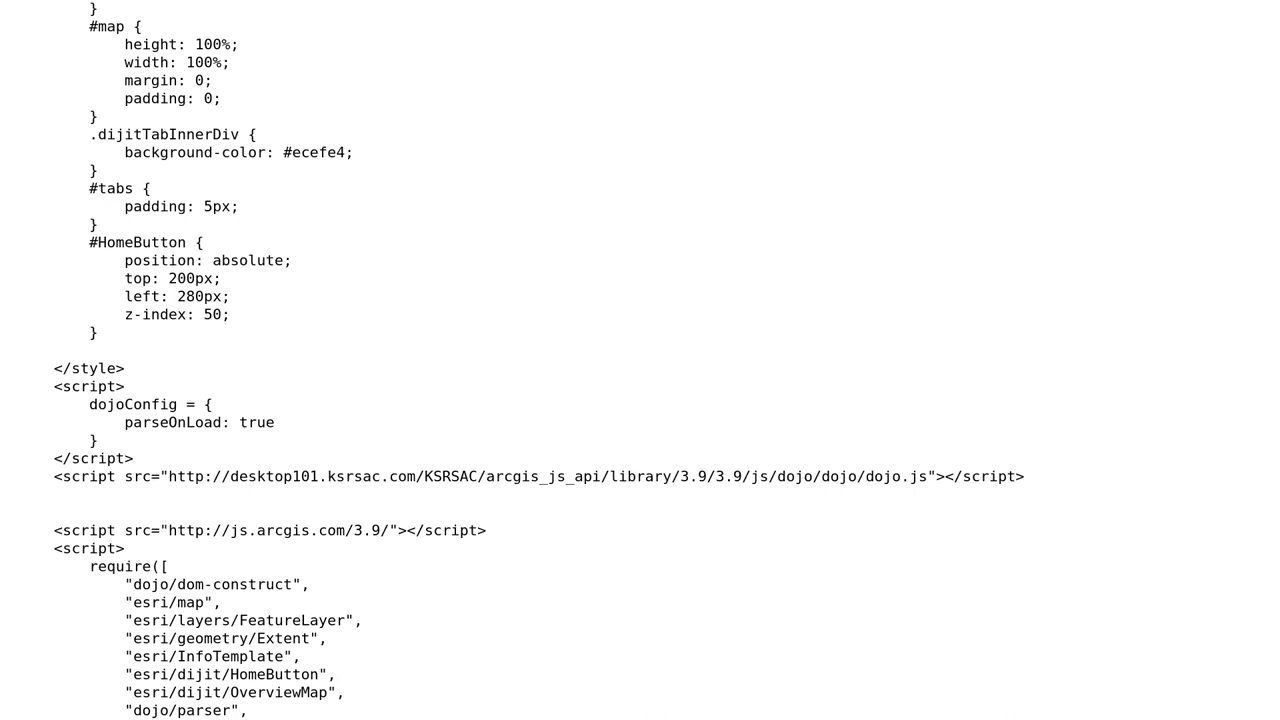 }
#map {
height: 100%;
width: 100%;
margin: 0;
padding: 0;
}
.dijitTabInnerDiv {
background-color: #ecefe4;
}
#tabs {
padding: 5px;
}
#HomeButton {
position: absolute;
top: 200px;
left: 280px;
z-index: 50;
}
</style>
<script>
dojoConfig = {
parseOnLoad: true
}
</script>
<script src="http://desktop101.ksrsac.com/KSRSAC/arcgis_js_api/library/3.9/3.9/js/dojo/dojo/dojo.js"></script>
<script src="http://js.arcgis.com/3.9/"></script>
<script>
require([
"dojo/dom-construct",
"esri/map",
"esri/layers/FeatureLayer",
"esri/geometry/Extent",
"esri/InfoTemplate",
"esri/dijit/HomeButton",
"esri/dijit/OverviewMap",
"dojo/parser",